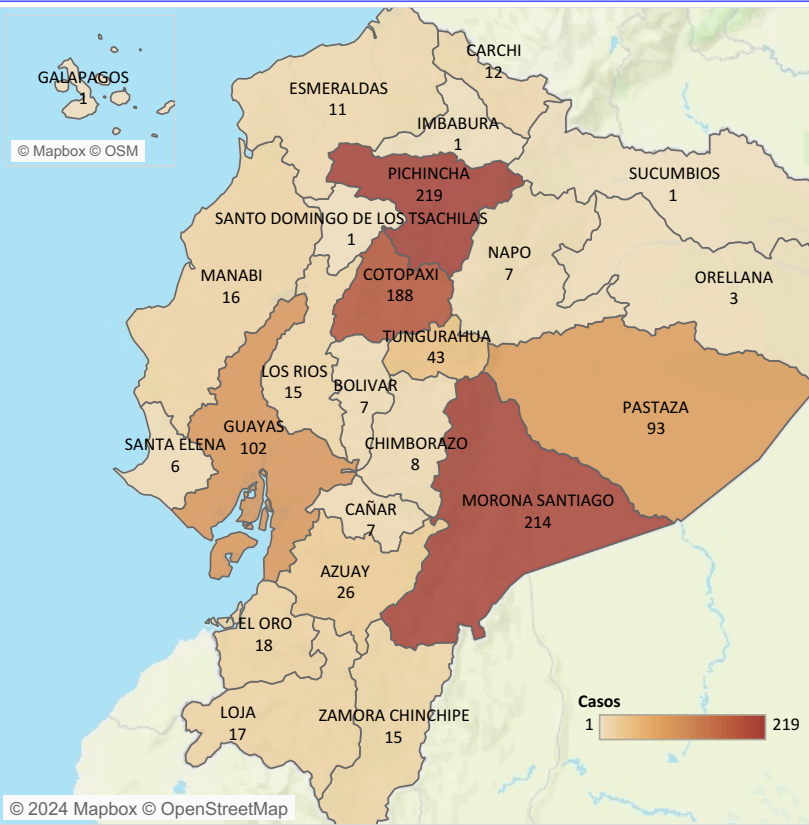 GALAPAGOS
1
© Mapbox © OSM
CARCHI
12
ESMERALDAS
11
IMBABURA
1
PICHINCHA
219
SUCUMBIOS
1
SANTO DOMINGO DE LOS TSACHILAS
1
NAPO
7
MANABI
16
COTOPAXI
188
ORELLANA
3
TUNGURAHUA
43
LOS RIOS
15
BOLIVAR
7
PASTAZA
93
GUAYAS
102
SANTA ELENA
6
CHIMBORAZO
8
MORONA SANTIAGO
214
CAÑAR
7
AZUAY
26
EL ORO
18
LOJA
17
ZAMORA CHINCHIPE
15
Casos
1 219
© 2024 Mapbox © OpenStreetMap